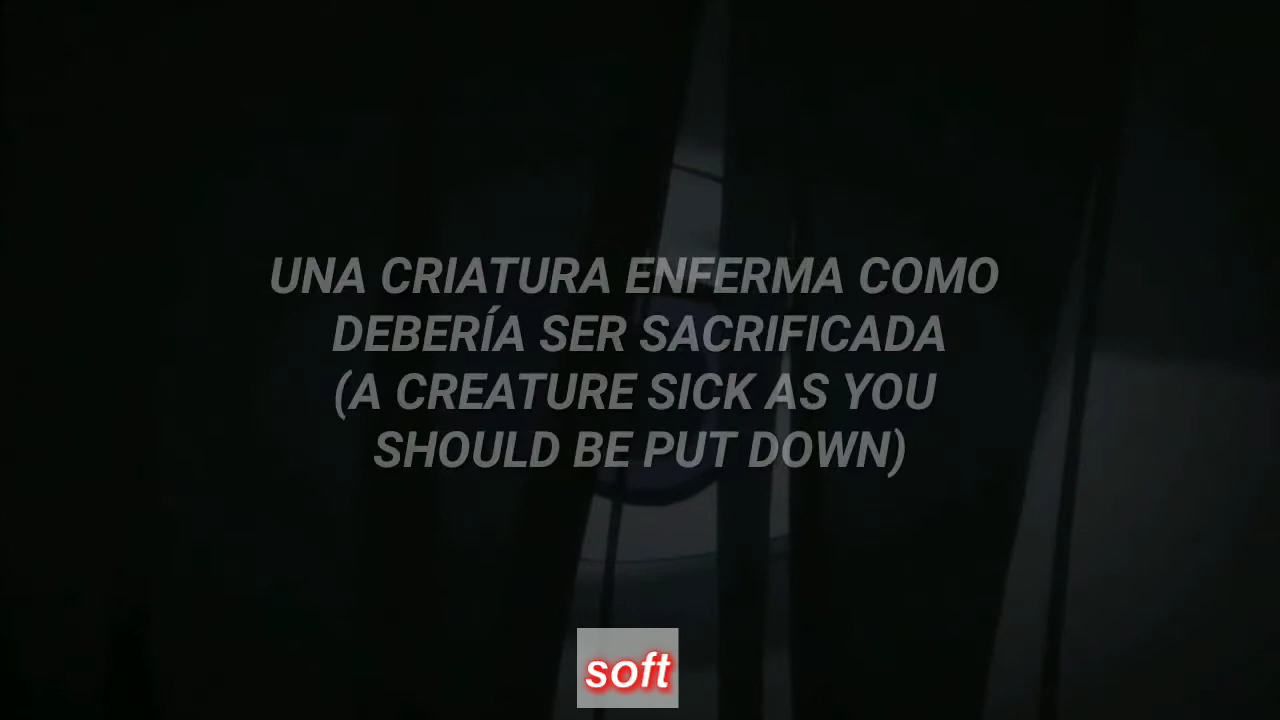 UNA CRIATURA ENFERMA COMO
DEBERÍA SER SACRIFICADA
(A CREATURE SICK AS YOU
SHOULD BE PUT DOWN)
soft